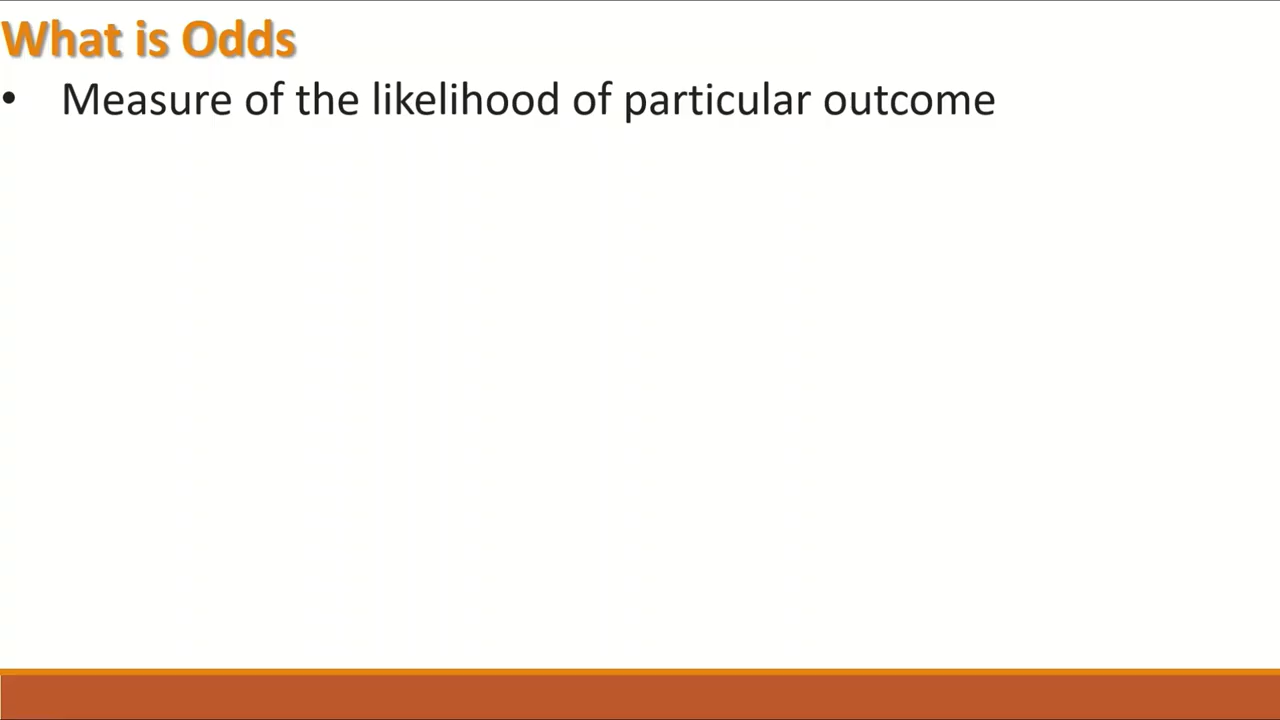 What is Odds
• Measure of the likelihood of particular outcome